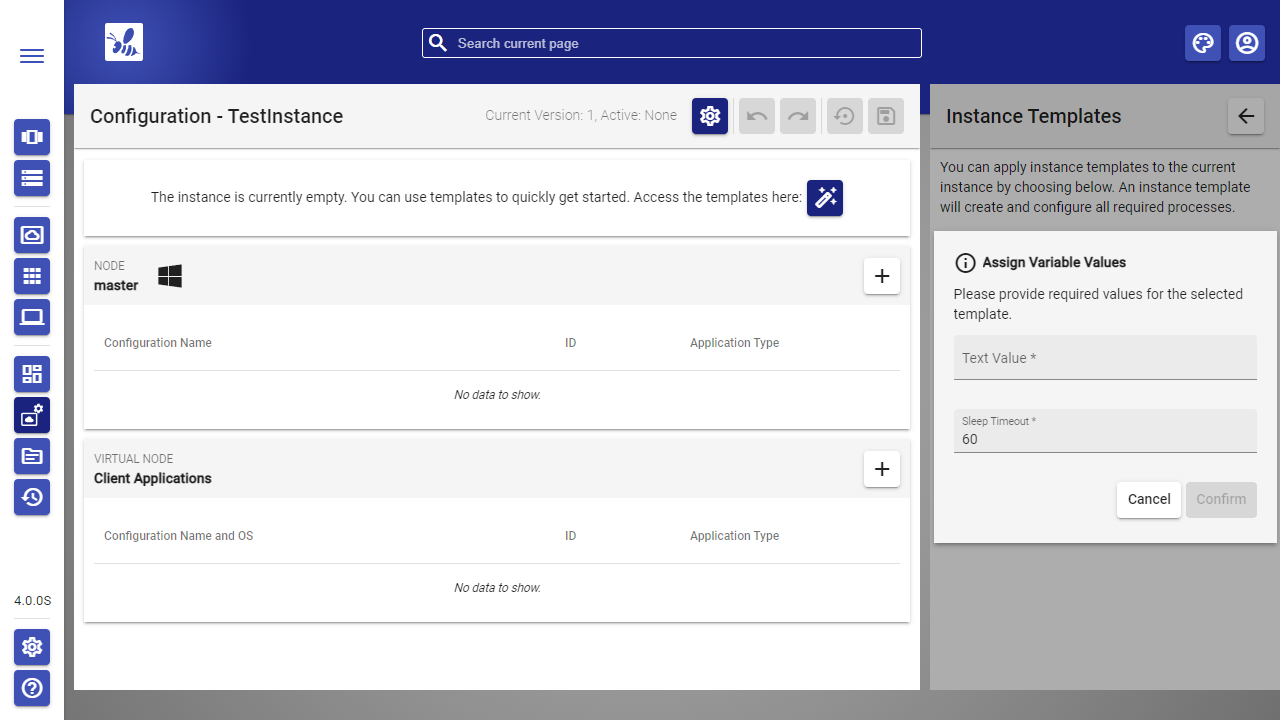 Search current page
Configuration - TestInstance
Current Version: 1, Active: None
Instance Templates
You can apply instance templates to the current
instance by choosing below. An instance template
will create and configure all required processes.
The instance is currently empty. You can use templates to quickly get started. Access the templates here:
NODE
master
Configuration Name ID Application Type
No data to show.
VIRTUAL NODE
Client Applications
Configuration Name and OS ID Application Type
No data to show.
Assign Variable Values
Please provide required values for the selected
template.
Text Value *
Sleep Timeout *
60
Cancel Confirm
4.0.0S